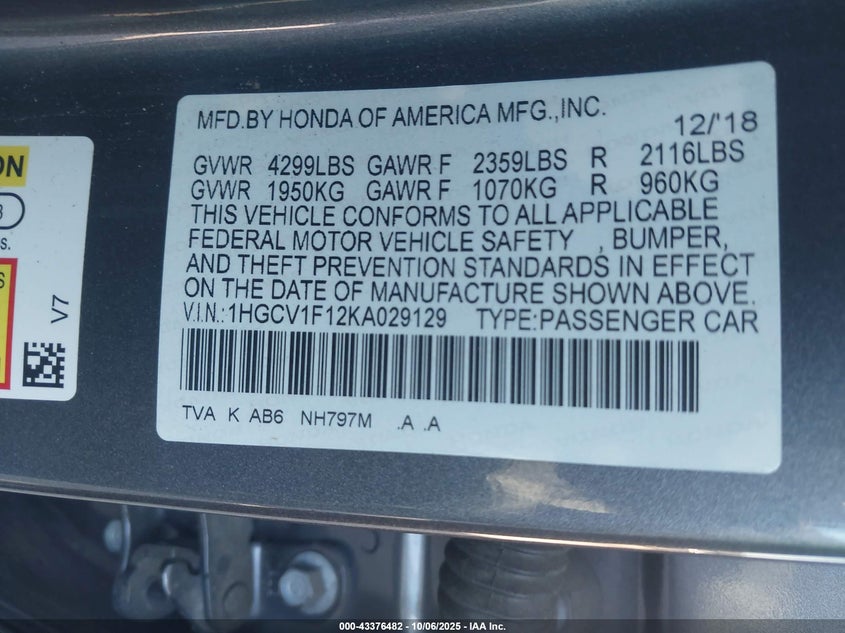 MFD.BY HONDA OF AMERICA MFG.,INC. 12/'18
GVWR 4299LBS GAWR F 2359LBS R 2116LBS
GVWR 1950KG GAWR F 1070KG R 960KG
THIS VEHICLE CONFORMS TO ALL APPLICABLE
FEDERAL MOTOR VEHICLE SAFETY , BUMPER,
AND THEFT PREVENTION STANDARDS IN EFFECT
ON THE DATE OF MANUFACTURE SHOWN ABOVE.
V.I.N.:1HGCV1F12KA029129 TYPE:PASSENGER CAR
TVA K AB6 NH797M .A .A
ON
S.
S
V7
000-43376482 - 10/06/2025 - IAA Inc.